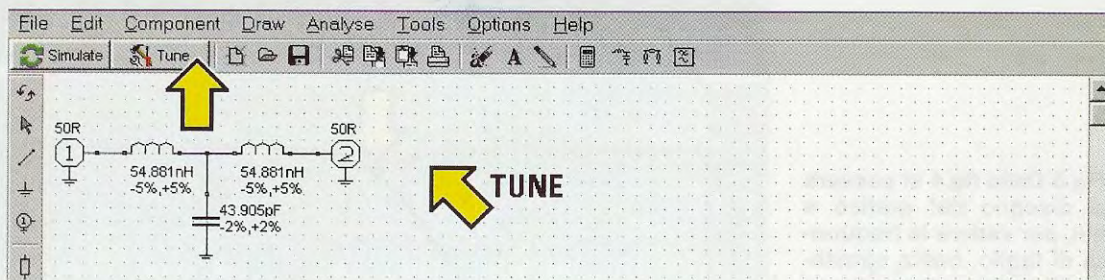 File Edit Component Draw Analyse Tools Options Help
Simulate Tune A
50R 50R
1 2
54.881nH 54.881nH
-5%,+5% -5%,+5%
43.905pF
-2%,+2%
TUNE
1